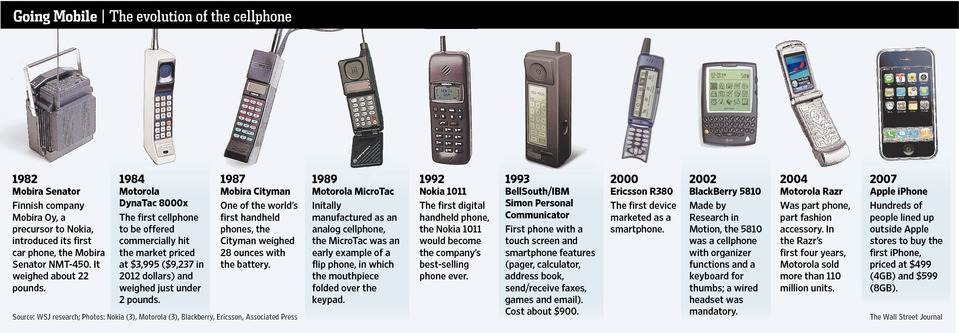 Going Mobile | The evolution of the cellphone
1982
Mobira Senator
Finnish company
Mobira Oy, a
precursor to Nokia,
introduced its first
car phone, the Mobira
Senator NMT-450. It
weighed about 22
pounds.
1984
Motorola
DynaTac 8000x
The first cellphone
to be offered
commercially hit
the market priced
at $3,995 ($9,237 in
2012 dollars) and
weighed just under
2 pounds.
1987
Mobira Cityman
One of the world's
first handheld
phones, the
Cityman weighed
28 ounces with
the battery.
1989
Motorola MicroTac
Initally
manufactured as an
analog cellphone,
the MicroTac was an
early example of a
flip phone, in which
the mouthpiece
folded over the
keypad.
1992
Nokia 1011
The first digital
handheld phone,
the Nokia 1011
would become
the company's
best-selling
phone ever.
1993
BellSouth/IBM
Simon Personal
Communicator
First phone with a
touch screen and
smartphone features
(pager, calculator,
address book,
send/receive faxes,
games and email).
Cost about $900.
2000
Ericsson R380
The first device
marketed as a
smartphone.
2002
BlackBerry 5810
Made by
Research in
Motion, the 5810
was a cellphone
with organizer
functions and a
keyboard for
thumbs; a wired
headset was
mandatory.
2004
Motorola Razr
Was part phone,
part fashion
accessory. In
the Razr's
first four years,
Motorola sold
more than 110
million units.
2007
Apple iPhone
Hundreds of
people lined up
outside Apple
stores to buy the
first iPhone,
priced at $499
(4GB) and $599
(8GB).
Source: WSJ research; Photos: Nokia (3), Motorola (3), Blackberry, Ericsson, Associated Press
The Wall Street Journal